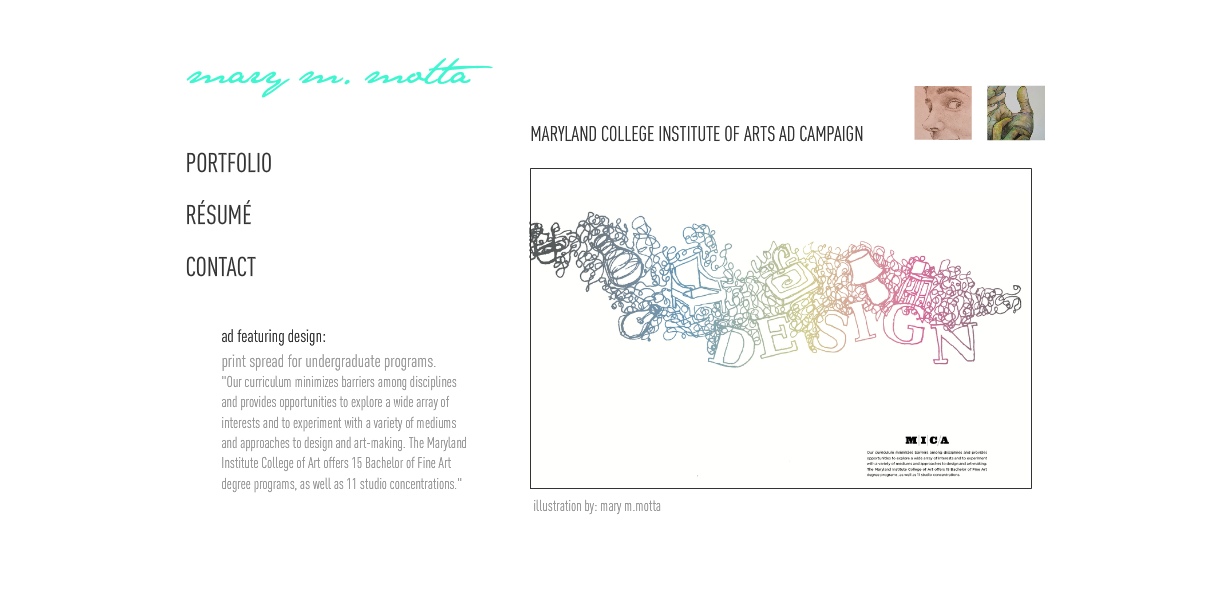 mary m. motta
PORTFOLIO
RÉSUMÉ
CONTACT
ad featuring design:
print spread for undergraduate programs.
"Our curriculum minimizes barriers among disciplines
and provides opportunities to explore a wide array of
interests and to experiment with a variety of mediums
and approaches to design and art-making. The Maryland
Institute College of Art offers 15 Bachelor of Fine Art
degree programs, as well as 11 studio concentrations."
MARYLAND COLLEGE INSTITUTE OF ARTS AD CAMPAIGN
DESIGN
MICA
Our curriculum minimizes barriers among disciplines and provides
opportunities to explore a wide array of interests and to experiment
with a variety of mediums and approaches to design and art-making.
The Maryland Institute College of Art offers 15 Bachelor of Fine Art
degree programs, as well as 11 studio concentrations.
illustration by: mary m.motta